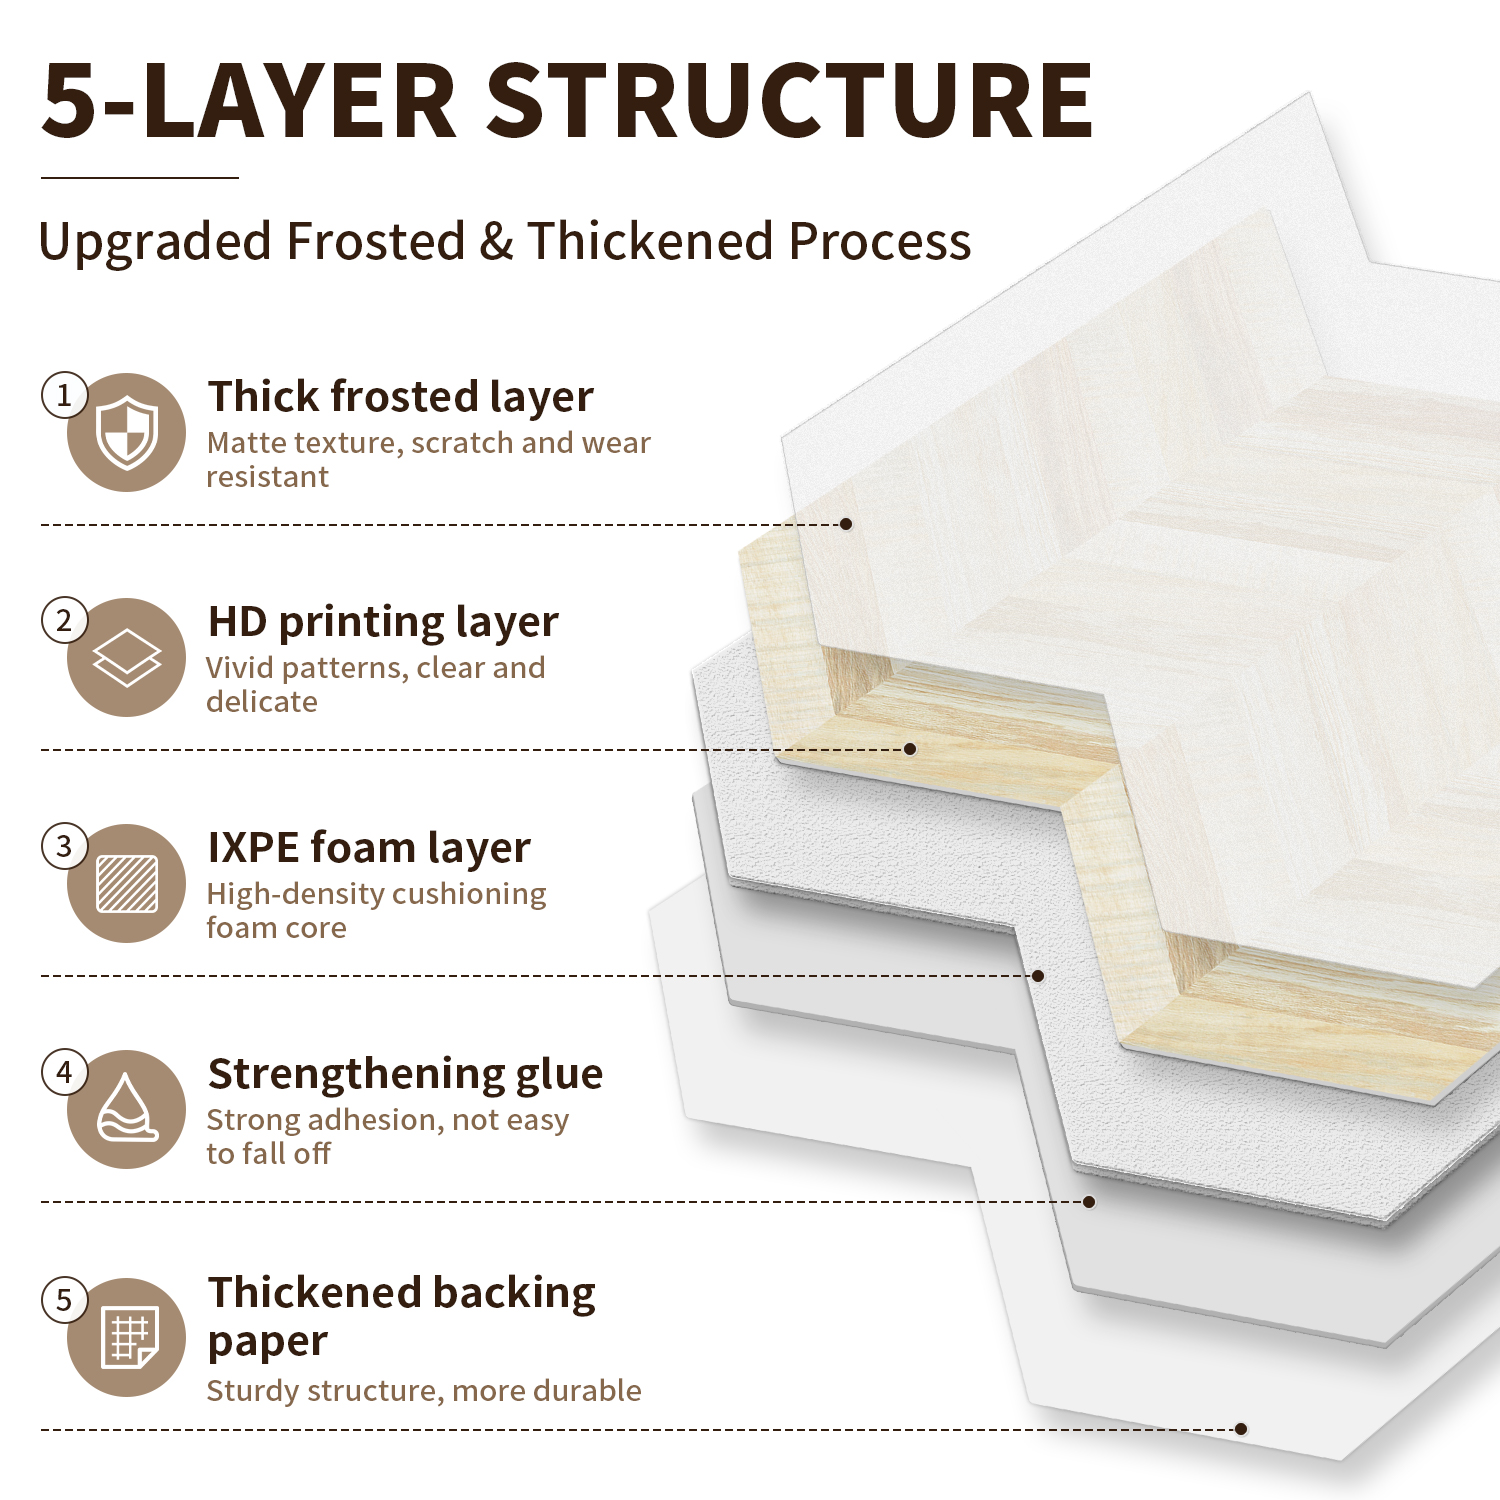 5-LAYER STRUCTURE
Upgraded Frosted & Thickened Process
1
Thick frosted layer
Matte texture, scratch and wear
resistant
2
HD printing layer
Vivid patterns, clear and
delicate
3
IXPE foam layer
High-density cushioning
foam core
4
Strengthening glue
Strong adhesion, not easy
to fall off
5
Thickened backing
paper
Sturdy structure, more durable